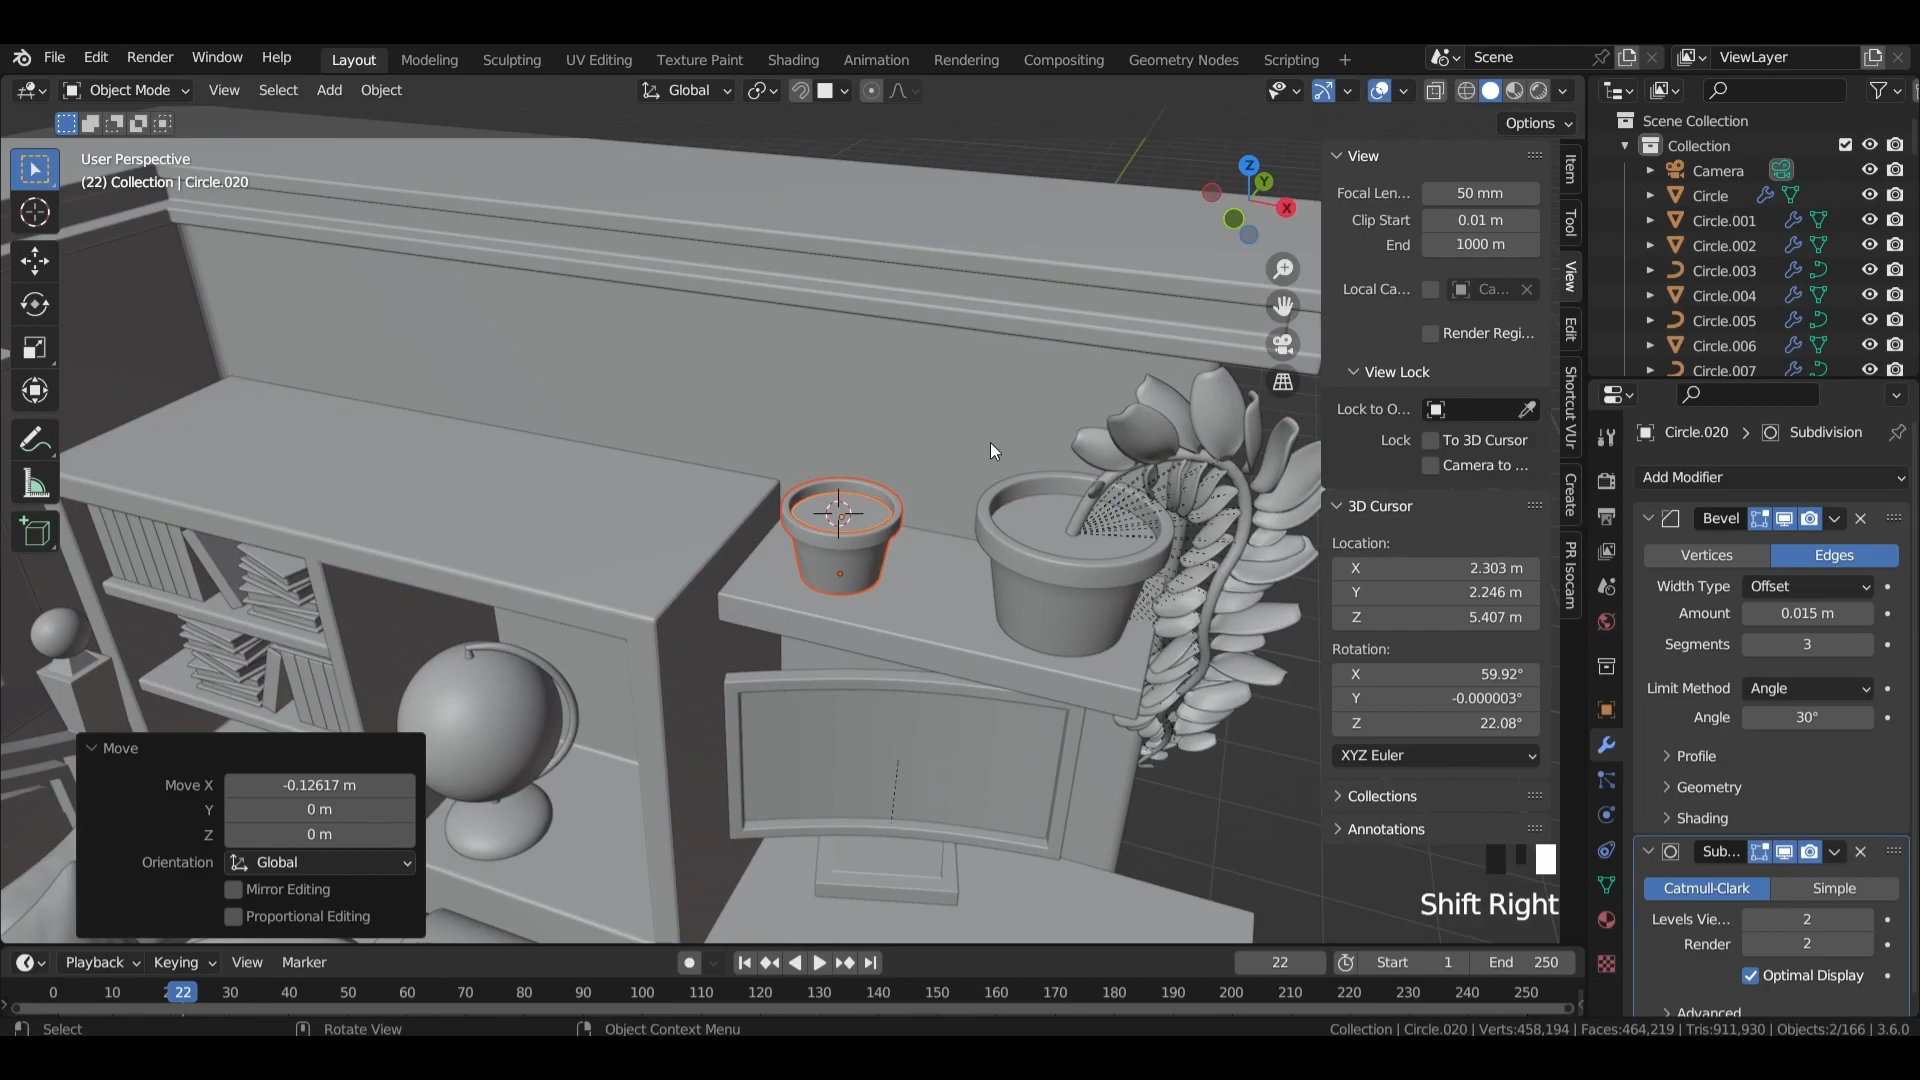 File Edit Render Window Help Layout Modeling Sculpting UV Editing Texture Paint Shading Animation Rendering Compositing Geometry Nodes Scripting + Scene ViewLayer
Object Mode View Select Add Object Global
Options
User Perspective
(22) Collection | Circle.020
Z
Y
X
View
Focal Len... 50 mm
Clip Start 0.01 m
End 1000 m
Local Ca... Ca...
Render Regi...
View Lock
Lock to O...
Lock To 3D Cursor
Camera to ...
3D Cursor
Location:
X 2.303 m
Y 2.246 m
Z 5.407 m
Rotation:
X 59.92°
Y -0.000003°
Z 22.08°
XYZ Euler
Collections
Annotations
Item
Tool
View
Edit
Shortcut VUr
Create
PR Isocam
Shift Right
Move
Move X -0.12617 m
Y 0 m
Z 0 m
Orientation Global
Mirror Editing
Proportional Editing
Scene Collection
Collection
Camera
Circle
Circle.001
Circle.002
Circle.003
Circle.004
Circle.005
Circle.006
Circle.007
Circle.020 > Subdivision
Add Modifier
Bevel
Vertices Edges
Width Type Offset
Amount 0.015 m
Segments 3
Limit Method Angle
Angle 30°
Profile
Geometry
Shading
Sub...
Catmull-Clark Simple
Levels Vie... 2
Render 2
Optimal Display
Advanced
Playback Keying View Marker 22 Start 1 End 250
0 10 22 30 40 50 60 70 80 90 100 110 120 130 140 150 160 170 180 190 200 210 220 230 240 250
Select Rotate View Object Context Menu Collection | Circle.020 | Verts:458,194 | Faces:464,219 | Tris:911,930 | Objects:2/166 | 3.6.0